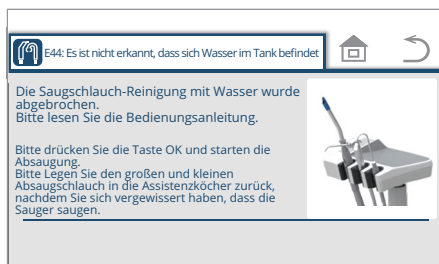 E44: Es ist nicht erkannt, dass sich Wasser im Tank befindet
Die Saugschlauch-Reinigung mit Wasser wurde
abgebrochen.
Bitte lesen Sie die Bedienungsanleitung.
Bitte drücken Sie die Taste OK und starten die
Absaugung.
Bitte Legen Sie den großen und kleinen
Absaugschlauch in die Assistenzköcher zurück,
nachdem Sie sich vergewissert haben, dass die
Sauger saugen.